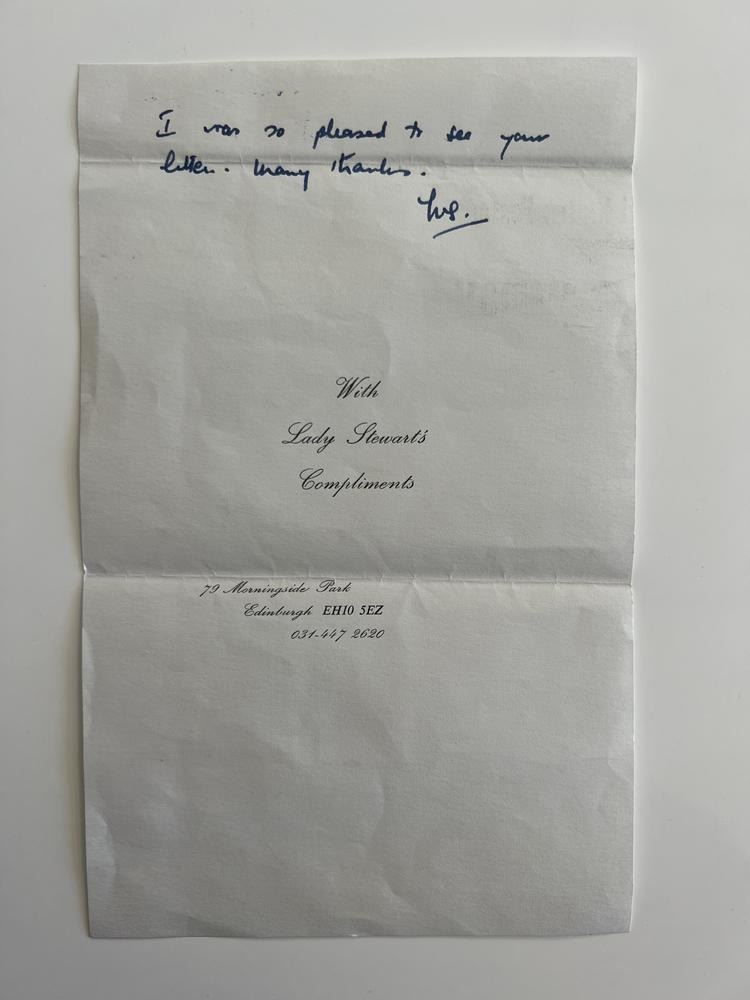 I was so pleased to see your
letter. Many thanks.
With
Lady Stewart's
Compliments
79 Morningside Park
Edinburgh EH10 5EZ
031-447 2620